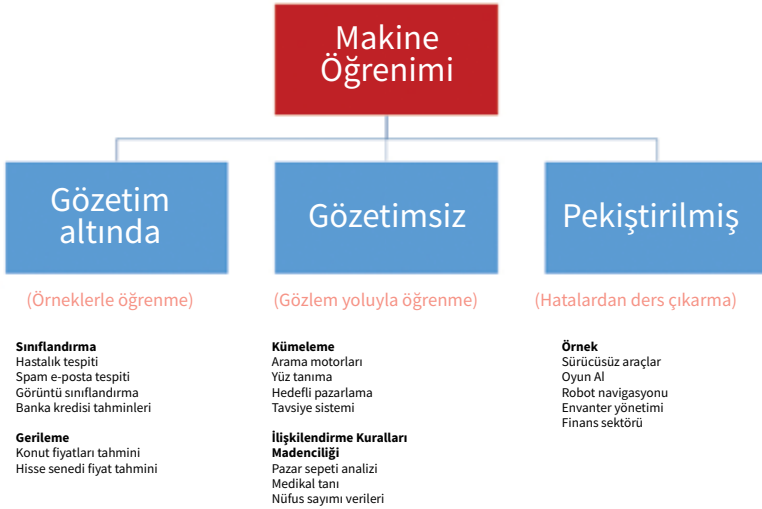 Makine
Öğrenimi
Gözetim
altında
(Örneklerle öğrenme)
Sınıflandırma
Hastalık tespiti
Spam e-posta tespiti
Görüntü sınıflandırma
Banka kredisi tahminleri
Gerileme
Konut fiyatları tahmini
Hisse senedi fiyat tahmini
Gözetimsiz
(Gözlem yoluyla öğrenme)
Kümeleme
Arama motorları
Yüz tanıma
Hedefli pazarlama
Tavsiye sistemi
İlişkilendirme Kuralları
Madenciliği
Pazar sepeti analizi
Medikal tanı
Nüfus sayımı verileri
Pekiştirilmiş
(Hatalardan ders çıkarma)
Örnek
Sürücüsüz araçlar
Oyun Al
Robot navigasyonu
Envanter yönetimi
Finans sektörü